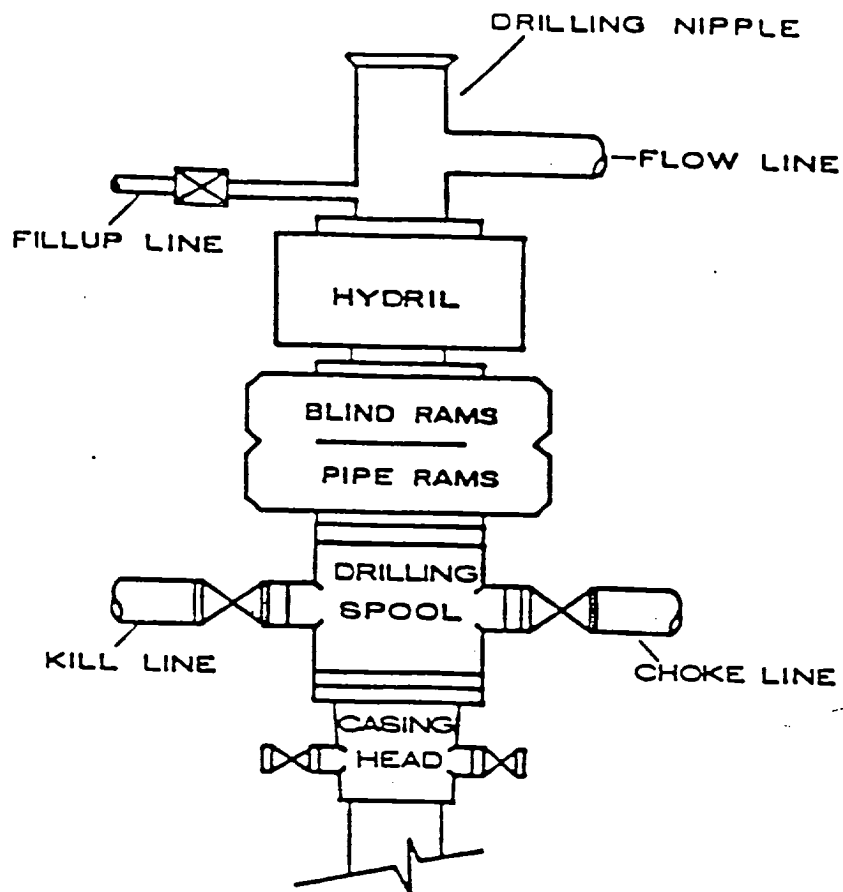 DRILLING NIPPLE
FLOW LINE
FILLUP LINE
HYDRIL
BLIND RAMS
PIPE RAMS
DRILLING
SPOOL
KILL LINE
CHOKE LINE
CASING
HEAD